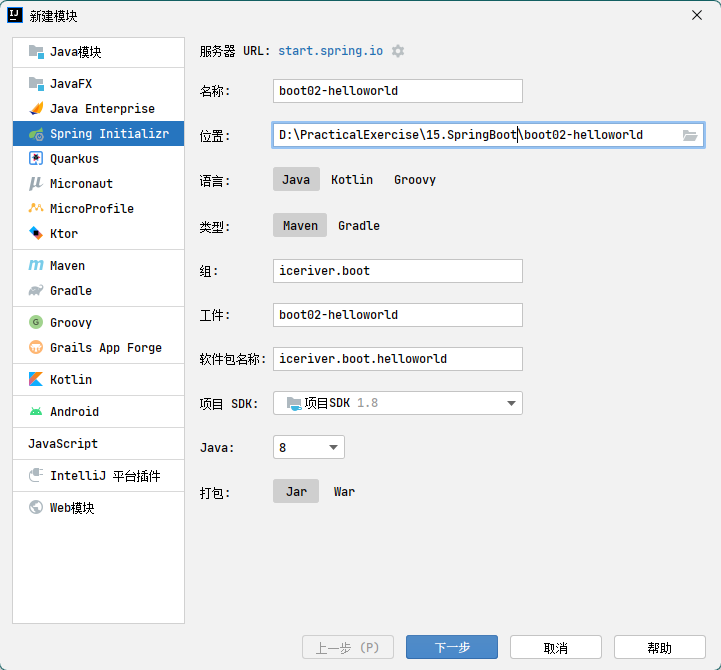 新建模块
Java模块
JavaFX
Java Enterprise
Spring Initializr
Quarkus
Micronaut
MicroProfile
Ktor
Maven
Gradle
Groovy
Grails App Forge
Kotlin
Android
JavaScript
IntelliJ 平台插件
Web模块
服务器 URL: start.spring.io
名称: boot02-helloworld
位置: D:\PracticalExercise\15.SpringBoot\boot02-helloworld
语言: Java Kotlin Groovy
类型: Maven Gradle
组: iceriver.boot
工件: boot02-helloworld
软件包名称: iceriver.boot.helloworld
项目 SDK: 项目SDK 1.8
Java: 8
打包: Jar War
上一步 (P) 下一步 取消 帮助